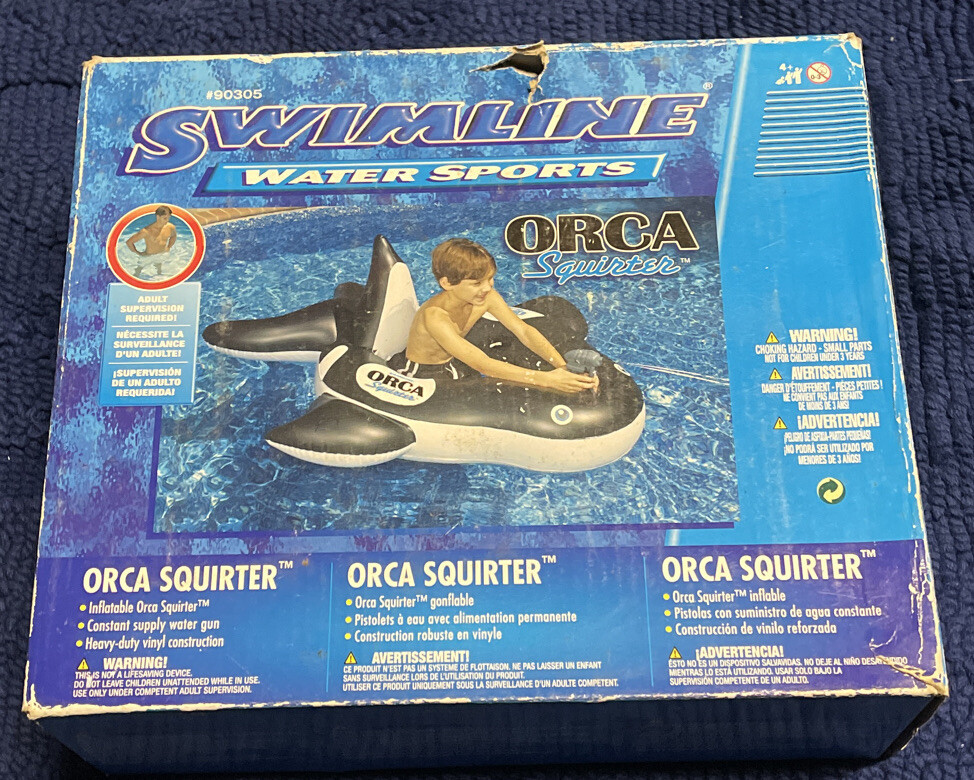 #90305
SWIMLINE®
WATER SPORTS
4+
0-3
ORCA
Squirter™
ADULT
SUPERVISION
REQUIRED!
NÉCESSITE LA
SURVEILLANCE
D'UN ADULTE!
¡SUPERVISIÓN
DE UN ADULTO
REQUERIDA!
ORCA
Squirter
WARNING!
CHOKING HAZARD - SMALL PARTS
NOT FOR CHILDREN UNDER 3 YEARS
AVERTISSEMENT!
DANGER D'ÉTOUFFEMENT - PIÈCES PETITES !
NE CONVIENT PAS AUX ENFANTS
DE MOINS DE 3 ANS!
¡ADVERTENCIA!
¡PELIGRO DE ASFIXIA-PARTES PEQUEÑAS!
¡NO PODRÁ SER UTILIZADO POR
MENORES DE 3 AÑOS!
ORCA SQUIRTER™
• Inflatable Orca Squirter™
• Constant supply water gun
• Heavy-duty vinyl construction
WARNING!
THIS IS NOT A LIFESAVING DEVICE.
DO NOT LEAVE CHILDREN UNATTENDED WHILE IN USE.
USE ONLY UNDER COMPETENT ADULT SUPERVISION.
ORCA SQUIRTER™
• Orca Squirter™ gonflable
• Pistolets à eau avec alimentation permanente
• Construction robuste en vinyle
AVERTISSEMENT!
CE PRODUIT N'EST PAS UN SYSTÈME DE FLOTTAISON. NE PAS LAISSER UN ENFANT
SANS SURVEILLANCE LORS DE L'UTILISATION DU PRODUIT.
UTILISER CE PRODUIT UNIQUEMENT SOUS LA SURVEILLANCE D'UN ADULTE COMPETENT.
ORCA SQUIRTER™
• Orca Squirter™ inflable
• Pistolas con suministro de agua constante
• Construcción de vinilo reforzada
¡ADVERTENCIA!
ÉSTO NO ES UN DISPOSITIVO SALVAVIDAS. NO DEJE AL NIÑO DESATENDIDO
MIENTRAS LO ESTÁ UTILIZANDO. USAR SOLO BAJO LA
SUPERVISIÓN COMPETENTE DE UN ADULTO.